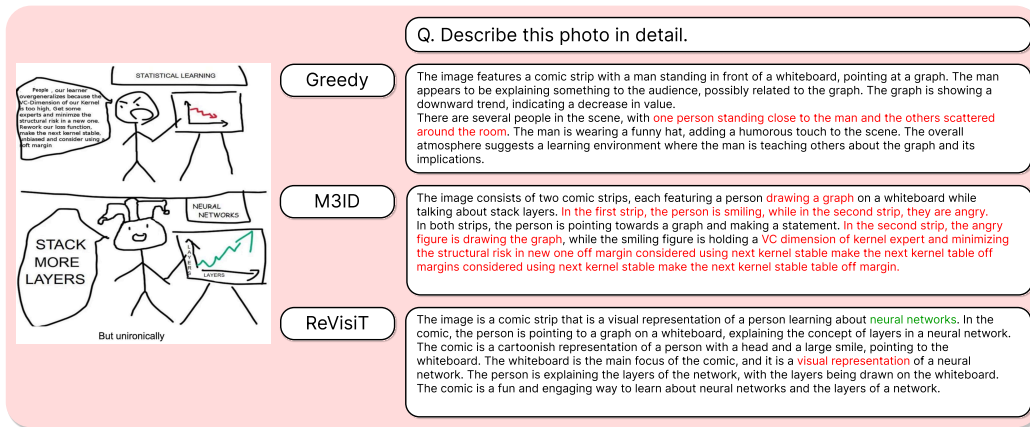 Q. Describe this photo in detail.
STATISTICAL LEARNING
People , our learner
overgeneralizes because the
VC-Dimension of our Kernel
is too high, Get some
experts and minimze the
structural risk in a new one.
Rework our loss function,
make the next kernel stable,
unbiased and consider using a
soft margin
NEURAL
NETWORKS
STACK
MORE
LAYERS
LAYERS
LAYERS
But unironically
Greedy
The image features a comic strip with a man standing in front of a whiteboard, pointing at a graph. The man
appears to be explaining something to the audience, possibly related to the graph. The graph is showing a
downward trend, indicating a decrease in value.
There are several people in the scene, with one person standing close to the man and the others scattered
around the room. The man is wearing a funny hat, adding a humorous touch to the scene. The overall
atmosphere suggests a learning environment where the man is teaching others about the graph and its
implications.
M3ID
The image consists of two comic strips, each featuring a person drawing a graph on a whiteboard while
talking about stack layers. In the first strip, the person is smiling, while in the second strip, they are angry.
In both strips, the person is pointing towards a graph and making a statement. In the second strip, the angry
figure is drawing the graph, while the smiling figure is holding a VC dimension of kernel expert and minimizing
the structural risk in new one off margin considered using next kernel stable make the next kernel table off
margins considered using next kernel stable make the next kernel stable table off margin.
ReVisiT
The image is a comic strip that is a visual representation of a person learning about neural networks. In the
comic, the person is pointing to a graph on a whiteboard, explaining the concept of layers in a neural network.
The comic is a cartoonish representation of a person with a head and a large smile, pointing to the
whiteboard. The whiteboard is the main focus of the comic, and it is a visual representation of a neural
network. The person is explaining the layers of the network, with the layers being drawn on the whiteboard.
The comic is a fun and engaging way to learn about neural networks and the layers of a network.